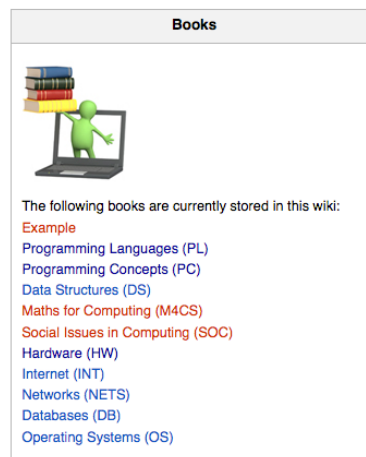 Books
The following books are currently stored in this wiki:
Example
Programming Languages (PL)
Programming Concepts (PC)
Data Structures (DS)
Maths for Computing (M4CS)
Social Issues in Computing (SOC)
Hardware (HW)
Internet (INT)
Networks (NETS)
Databases (DB)
Operating Systems (OS)